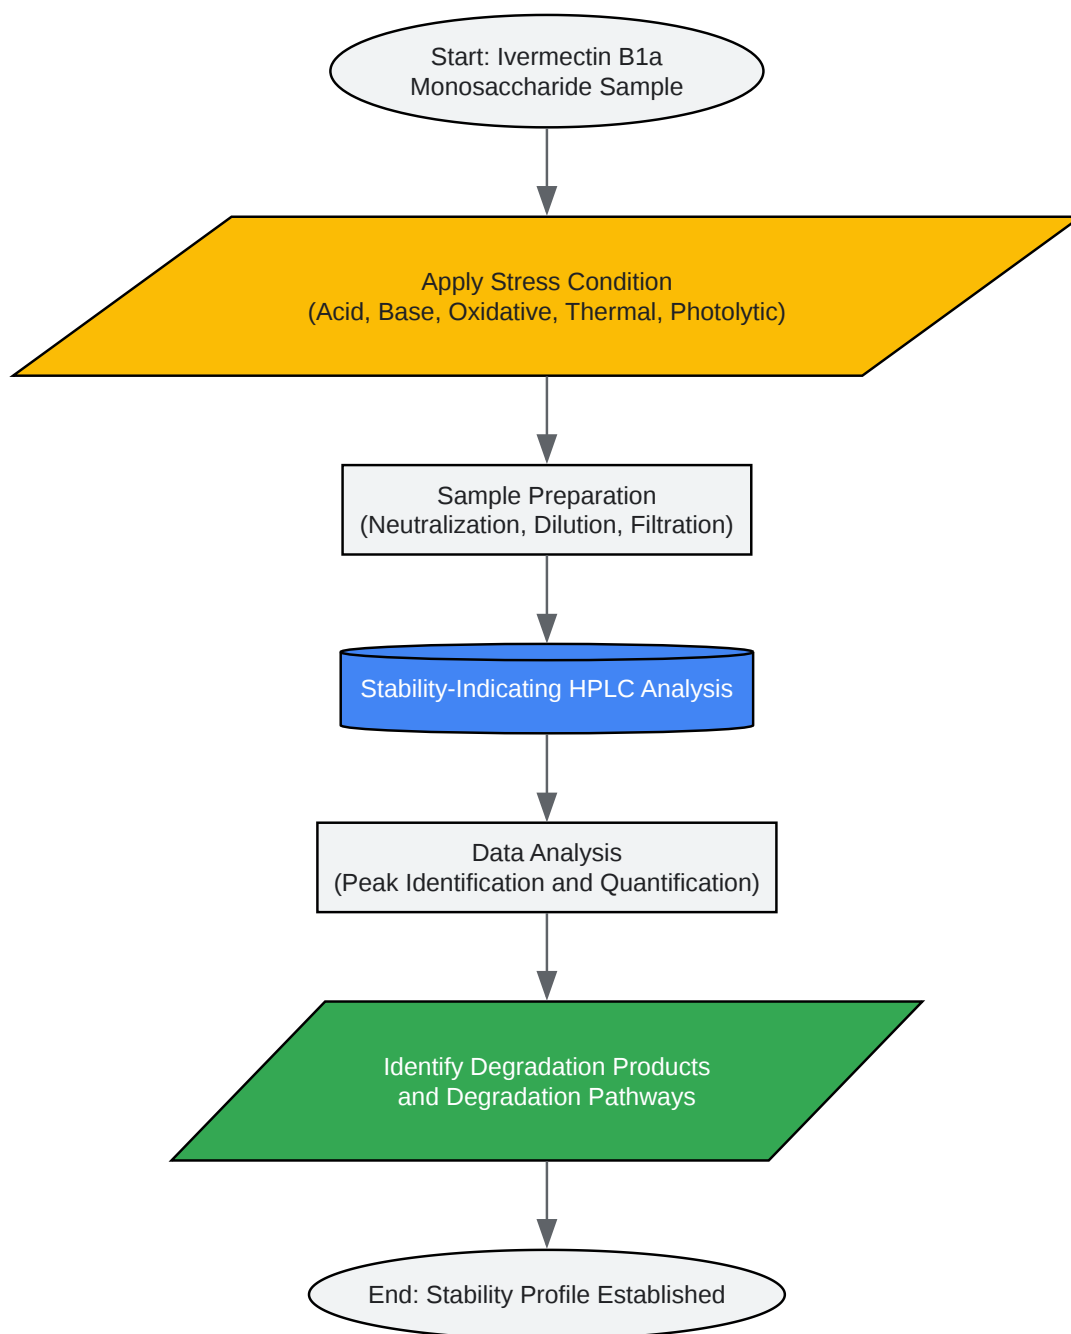 Start: Ivermectin B1a
Monosaccharide Sample
Apply Stress Condition
(Acid, Base, Oxidative, Thermal, Photolytic)
Sample Preparation
(Neutralization, Dilution, Filtration)
Stability-Indicating HPLC Analysis
Data Analysis
(Peak Identification and Quantification)
Identify Degradation Products
and Degradation Pathways
End: Stability Profile Established